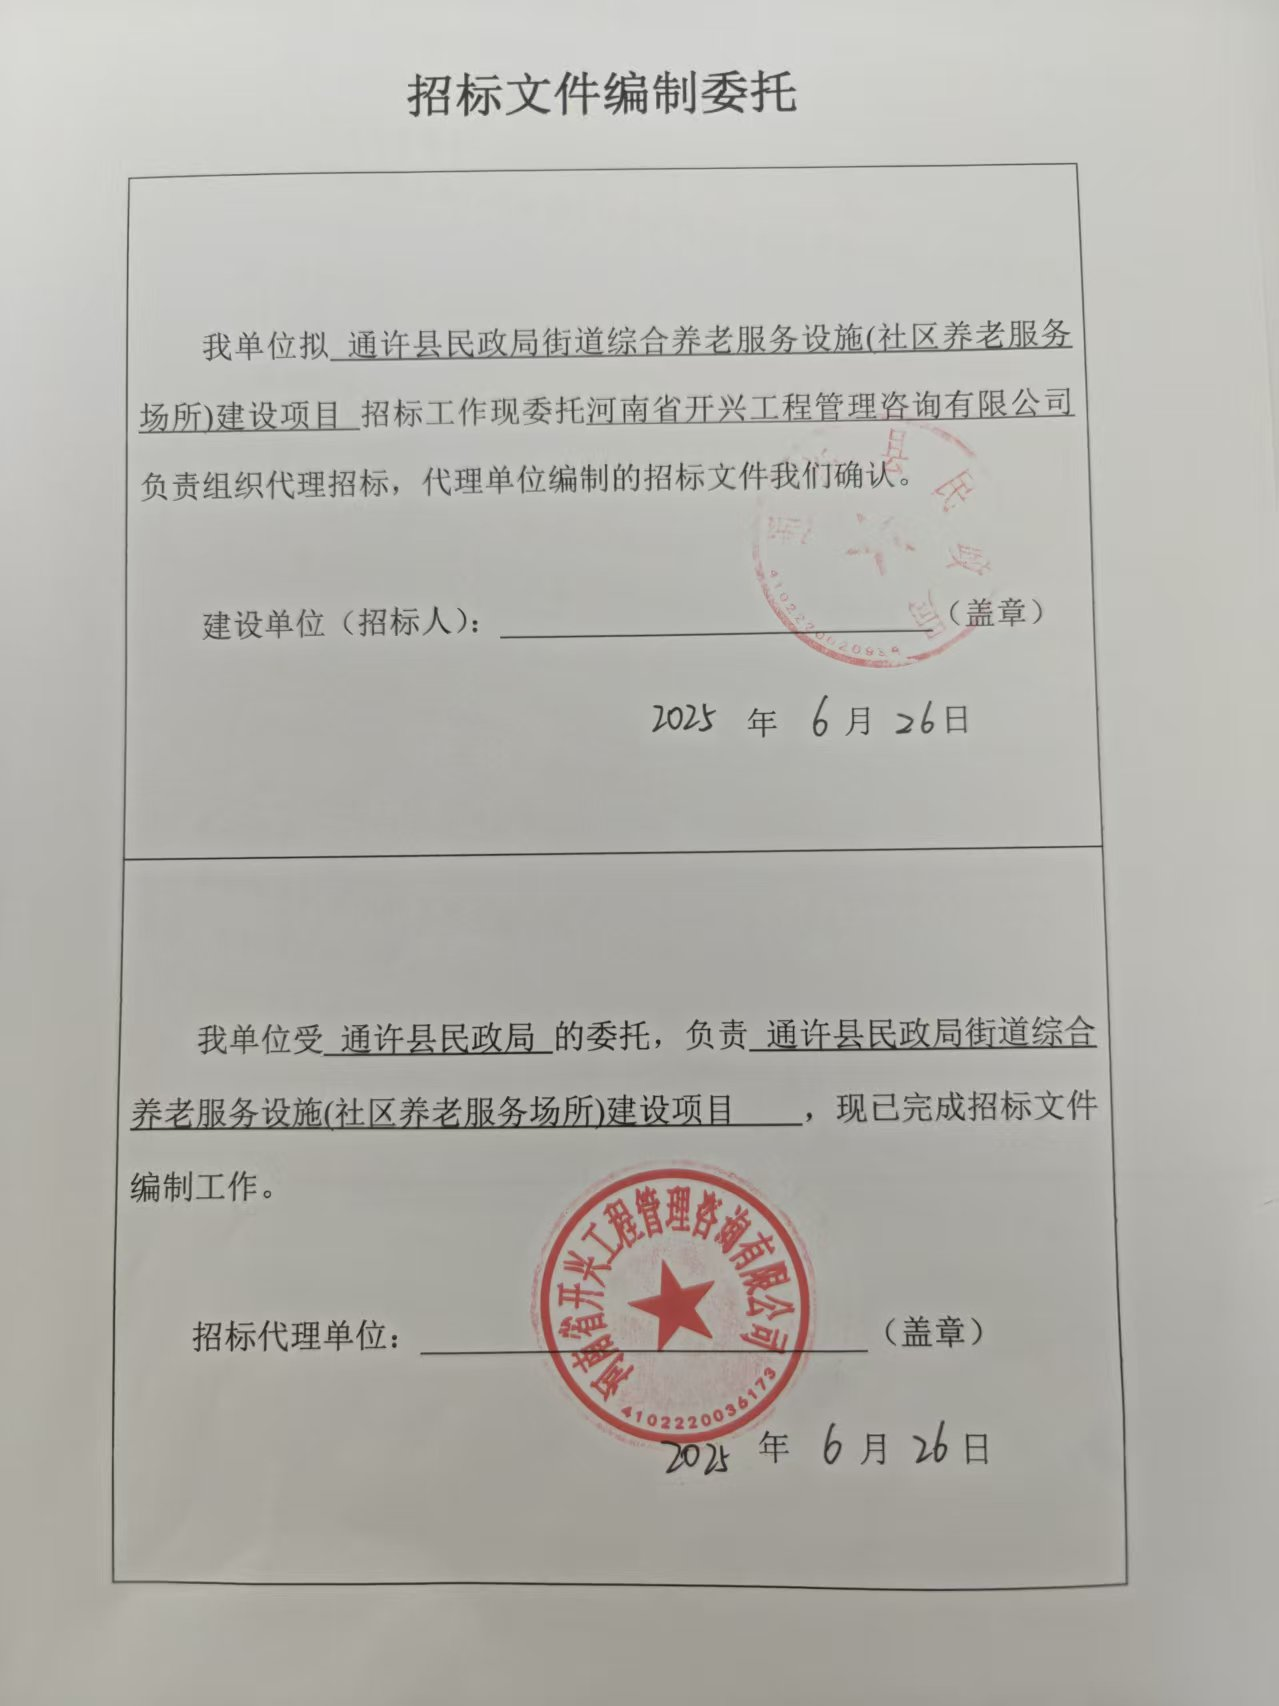 招标文件编制委托
我单位拟 通许县民政局街道综合养老服务设施(社区养老服务
场所)建设项目 招标工作现委托河南省开兴工程管理咨询有限公司
负责组织代理招标，代理单位编制的招标文件我们确认。
县民政局
建设单位（招标人）： （盖章）
2025 年 6 月 26 日
我单位受 通许县民政局 的委托，负责 通许县民政局街道综合
养老服务设施(社区养老服务场所)建设项目 ，现已完成招标文件
编制工作。
河南省开兴工程管理咨询有限公司
招标代理单位： （盖章）
4102220036173
2025 年 6 月 26 日